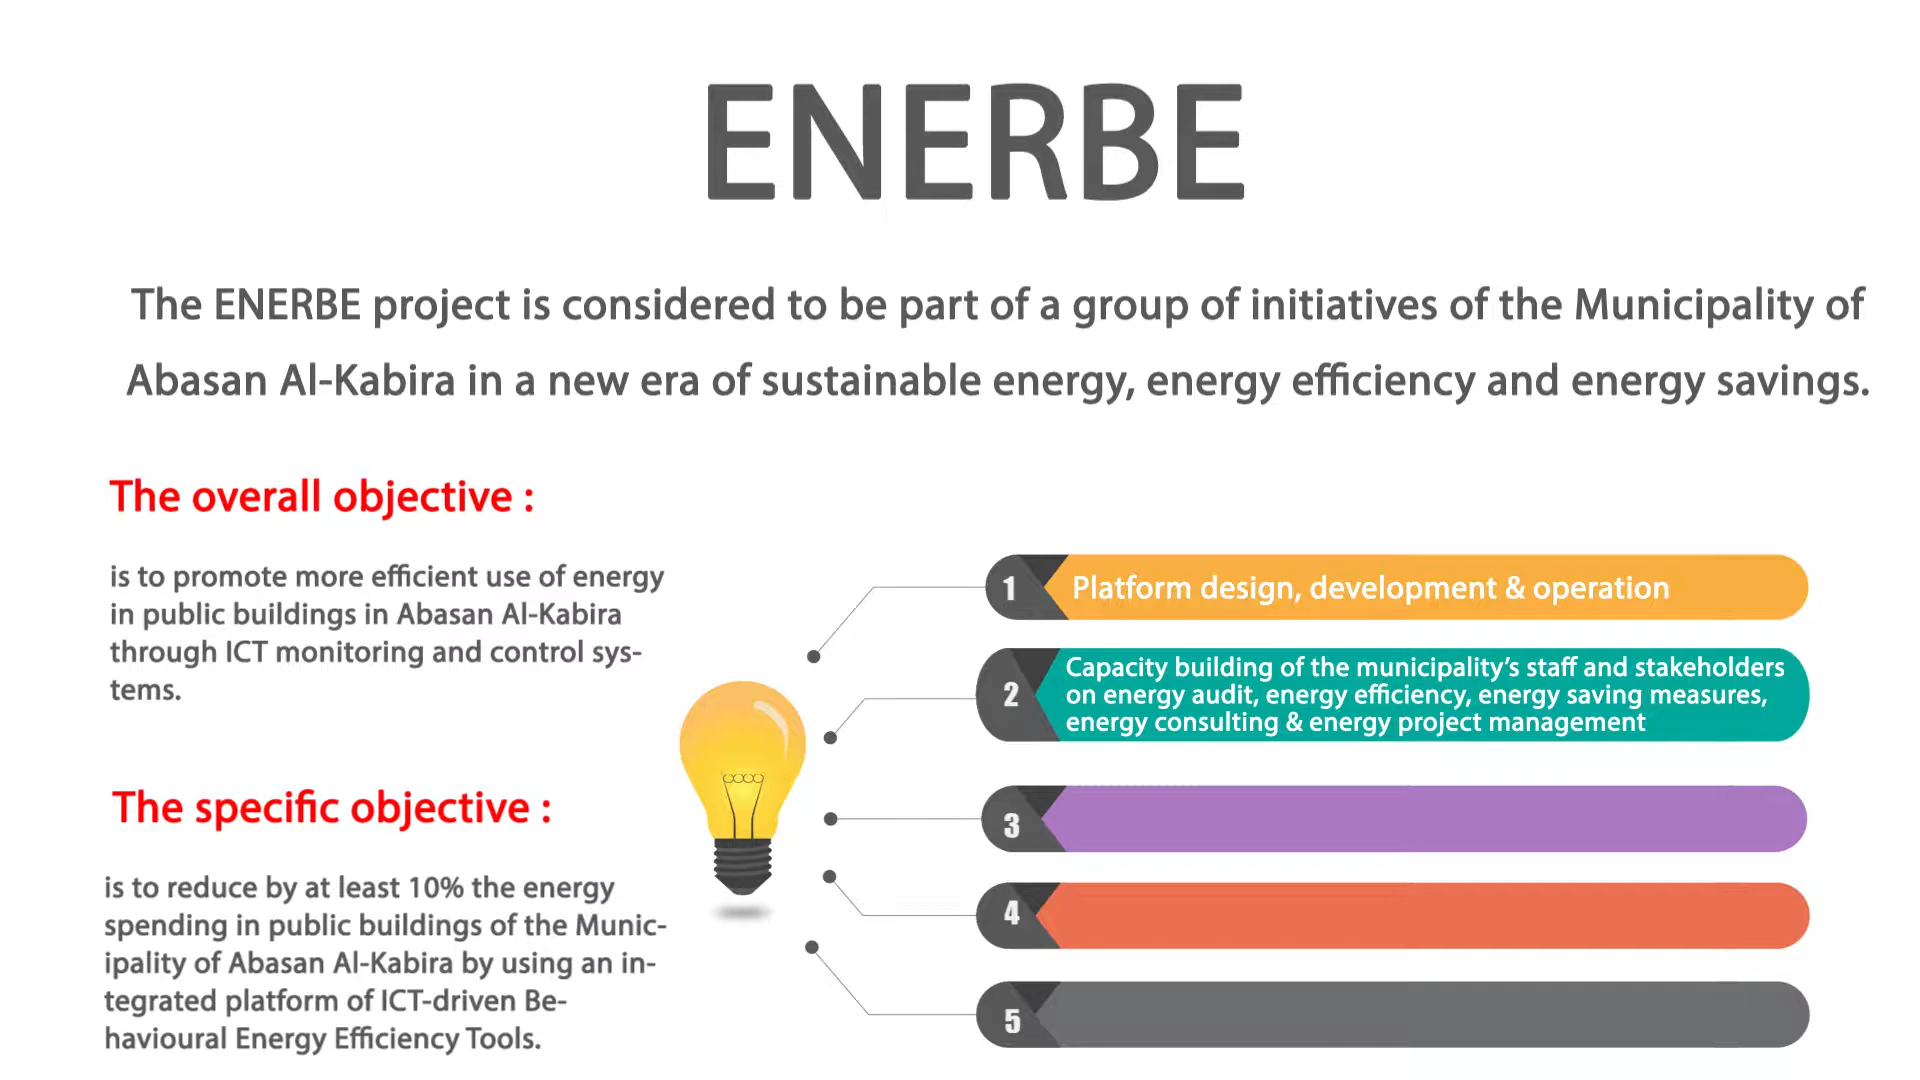 ENERBE
The ENERBE project is considered to be part of a group of initiatives of the Municipality of
Abasan Al-Kabira in a new era of sustainable energy, energy efficiency and energy savings.
The overall objective :
is to promote more efficient use of energy
in public buildings in Abasan Al-Kabira
through ICT monitoring and control sys-
tems.
The specific objective :
is to reduce by at least 10% the energy
spending in public buildings of the Munic-
ipality of Abasan Al-Kabira by using an in-
tegrated platform of ICT-driven Be-
havioural Energy Efficiency Tools.
1 Platform design, development & operation
2 Capacity building of the municipality's staff and stakeholders
on energy audit, energy efficiency, energy saving measures,
energy consulting & energy project management
3
4
5